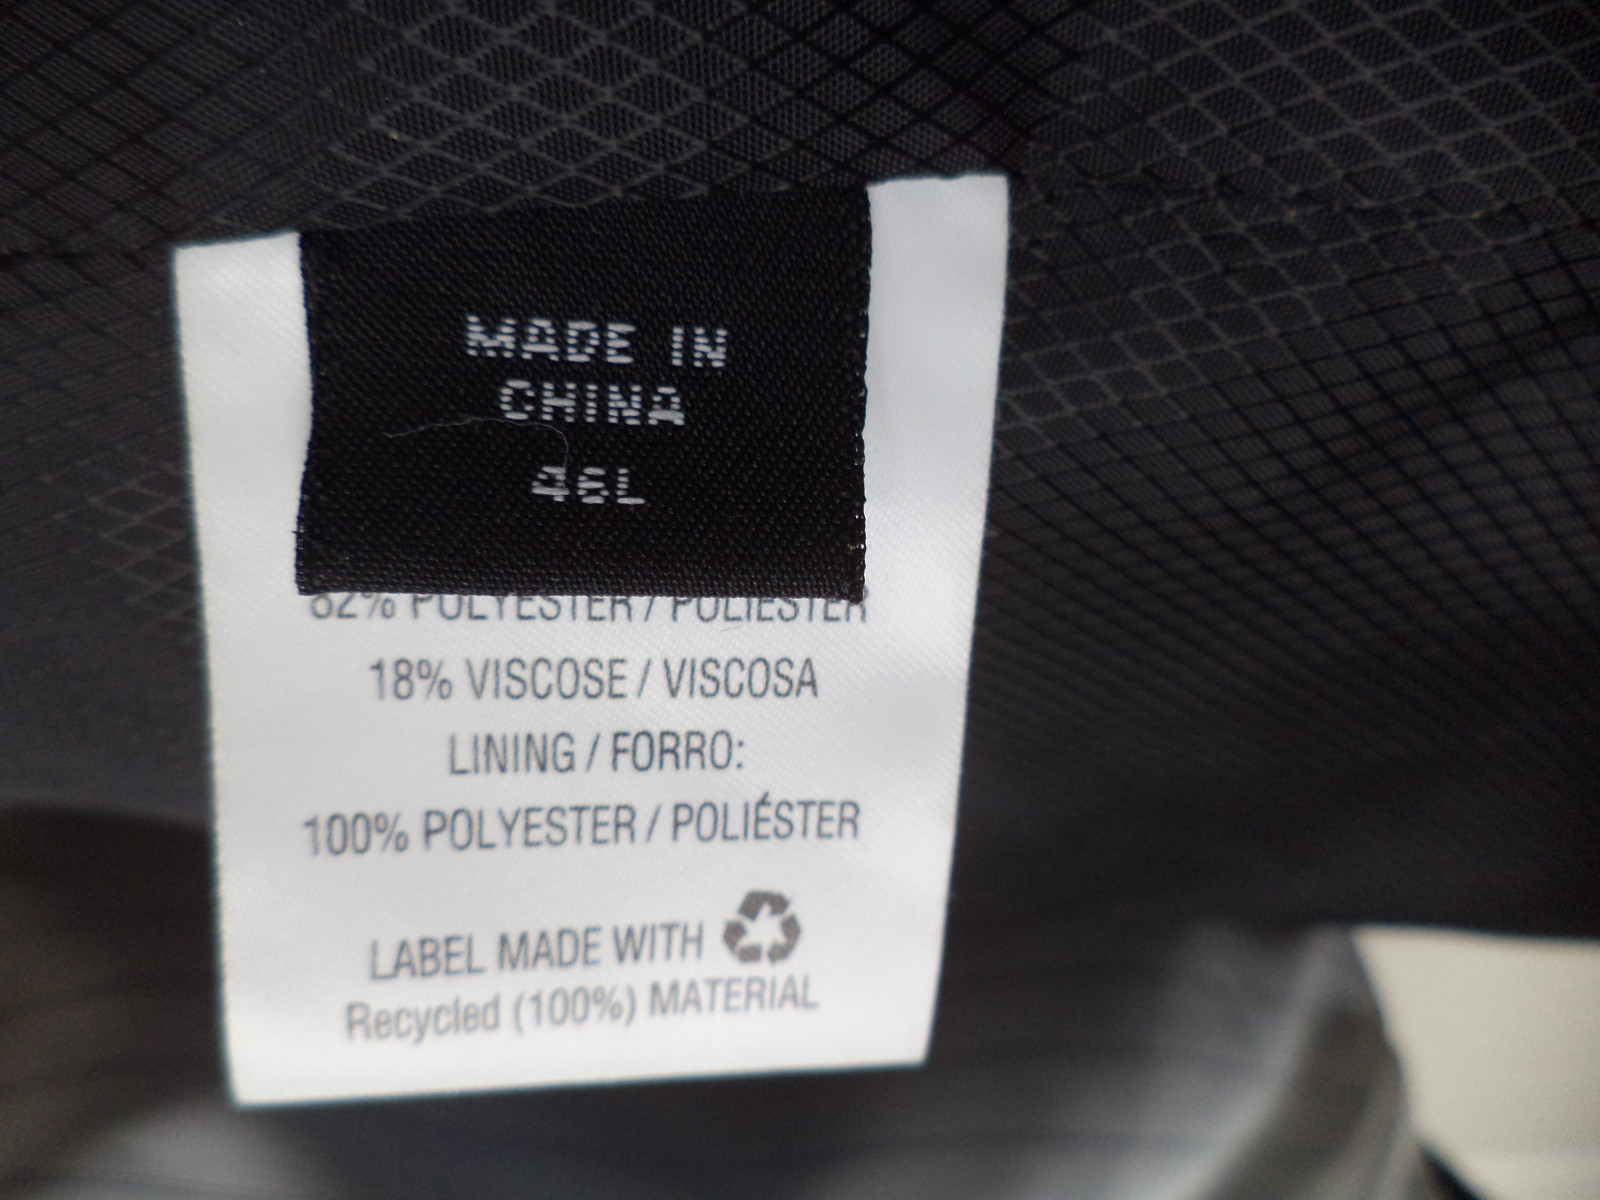 MADE IN
CHINA
46L
82% POLYESTER / POLIÉSTER
18% VISCOSE / VISCOSA
LINING / FORRO:
100% POLYESTER / POLIÉSTER
LABEL MADE WITH
Recycled (100%) MATERIAL